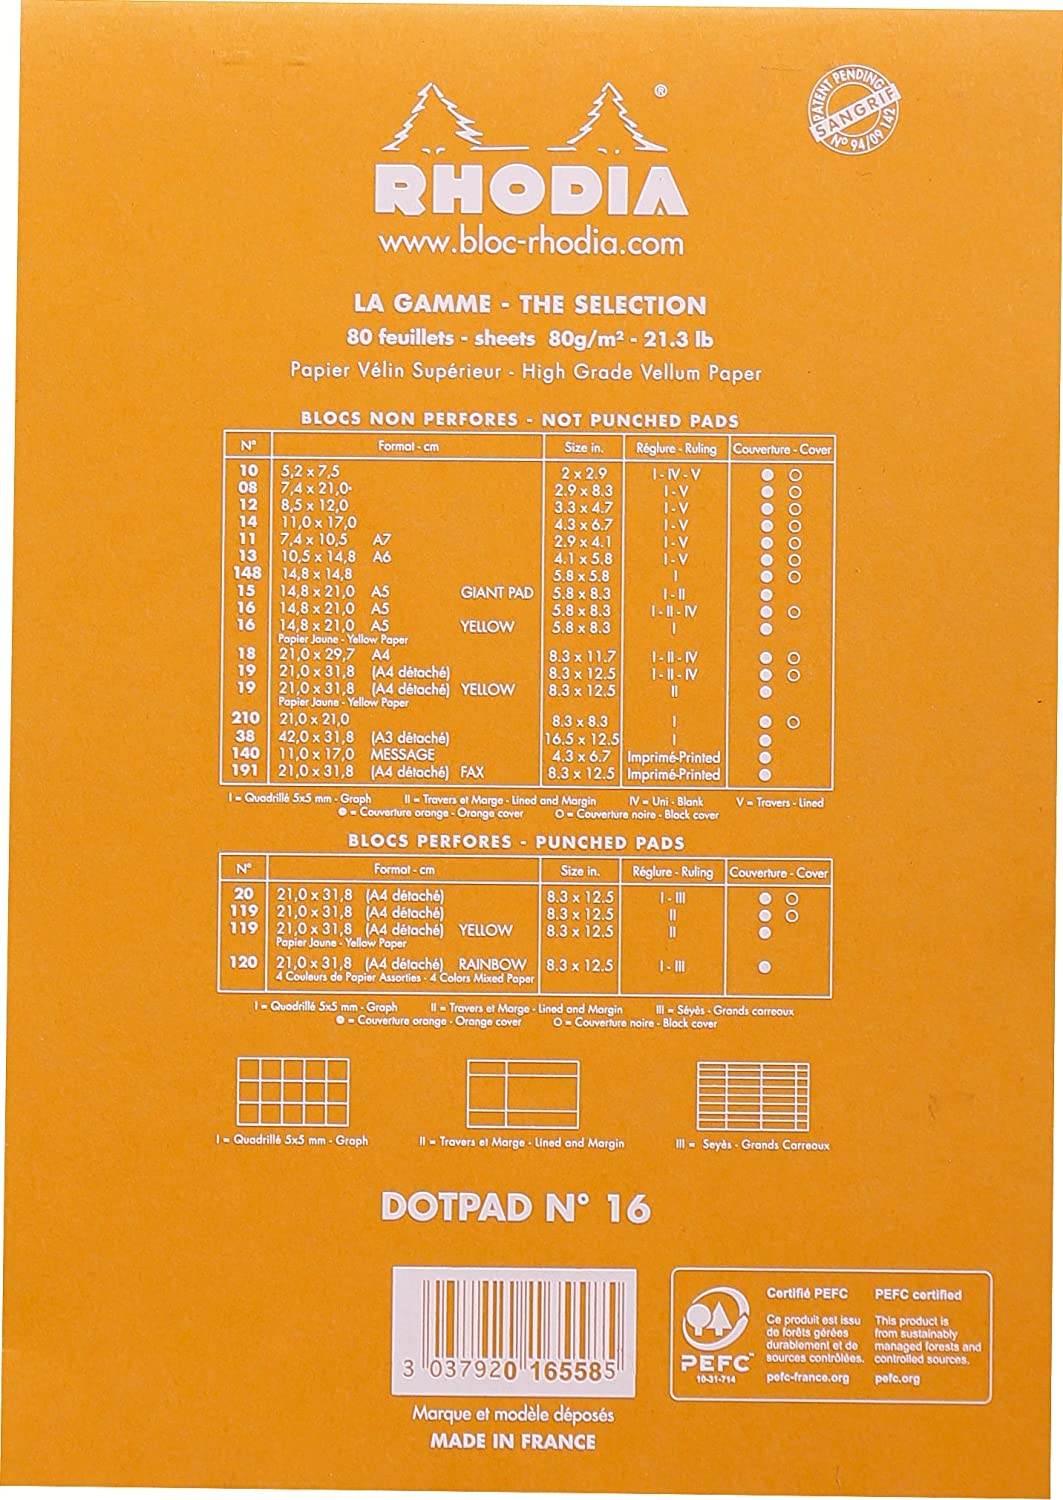 PATENT PENDING
SANGRIF
N° 94/09 142
®
RHODIA
www.bloc-rhodia.com
LA GAMME - THE SELECTION
80 feuillets - sheets 80g/m² - 21.3 lb
Papier Vélin Supérieur - High Grade Vellum Paper
BLOCS NON PERFORES - NOT PUNCHED PADS
N° Format - cm Size in. Réglure - Ruling Couverture - Cover
10 5,2 x 7,5 2 x 2.9 I - IV - V ● O
08 7,4 x 21,0 2.9 x 8.3 I - V ● O
12 8,5 x 12,0 3.3 x 4.7 I - V ● O
14 11,0 x 17,0 4.3 x 6.7 I - V ● O
11 7,4 x 10,5 A7 2.9 x 4.1 I - V ● O
13 10,5 x 14,8 A6 4.1 x 5.8 I - V ● O
148 14,8 x 14,8 5.8 x 5.8 I ● O
15 14,8 x 21,0 A5 GIANT PAD 5.8 x 8.3 I - II ●
16 14,8 x 21,0 A5 5.8 x 8.3 I - II - IV ● O
16 14,8 x 21,0 A5 YELLOW 5.8 x 8.3 I ●
Papier Jaune - Yellow Paper
18 21,0 x 29,7 A4 8.3 x 11.7 I - II - IV ● O
19 21,0 x 31,8 (A4 détaché) 8.3 x 12.5 I - II - IV ● O
19 21,0 x 31,8 (A4 détaché) YELLOW 8.3 x 12.5 II ●
Papier Jaune - Yellow Paper
210 21,0 x 21,0 8.3 x 8.3 I ● O
38 42,0 x 31,8 (A3 détaché) 16.5 x 12.5 I ●
140 11,0 x 17,0 MESSAGE 4.3 x 6.7 Imprimé-Printed ●
191 21,0 x 31,8 (A4 détaché) FAX 8.3 x 12.5 Imprimé-Printed ●
I = Quadrillé 5x5 mm - Graph II = Travers et Marge - Lined and Margin IV = Uni - Blank V = Travers - Lined
● = Couverture orange - Orange cover O = Couverture noire - Black cover
BLOCS PERFORES - PUNCHED PADS
N° Format - cm Size in. Réglure - Ruling Couverture - Cover
20 21,0 x 31,8 (A4 détaché) 8.3 x 12.5 I - III ● O
119 21,0 x 31,8 (A4 détaché) 8.3 x 12.5 II ● O
119 21,0 x 31,8 (A4 détaché) YELLOW 8.3 x 12.5 II ●
Papier Jaune - Yellow Paper
120 21,0 x 31,8 (A4 détaché) RAINBOW 8.3 x 12.5 I - III ●
4 Couleurs de Papier Assorties - 4 Colors Mixed Paper
I = Quadrillé 5x5 mm - Graph II = Travers et Marge - Lined and Margin III = Séyès - Grands carreaux
● = Couverture orange - Orange cover O = Couverture noire - Black cover
I = Quadrillé 5x5 mm - Graph
II = Travers et Marge - Lined and Margin
III = Seyès - Grands Carreaux
DOTPAD N° 16
3 037920 165585
Marque et modèle déposés
MADE IN FRANCE
PEFC™
10-31-714
Certifié PEFC
Ce produit est issu
de forêts gérées
durablement et de
sources contrôlées.
pefc-france.org
PEFC certified
This product is
from sustainably
managed forests and
controlled sources.
pefc.org